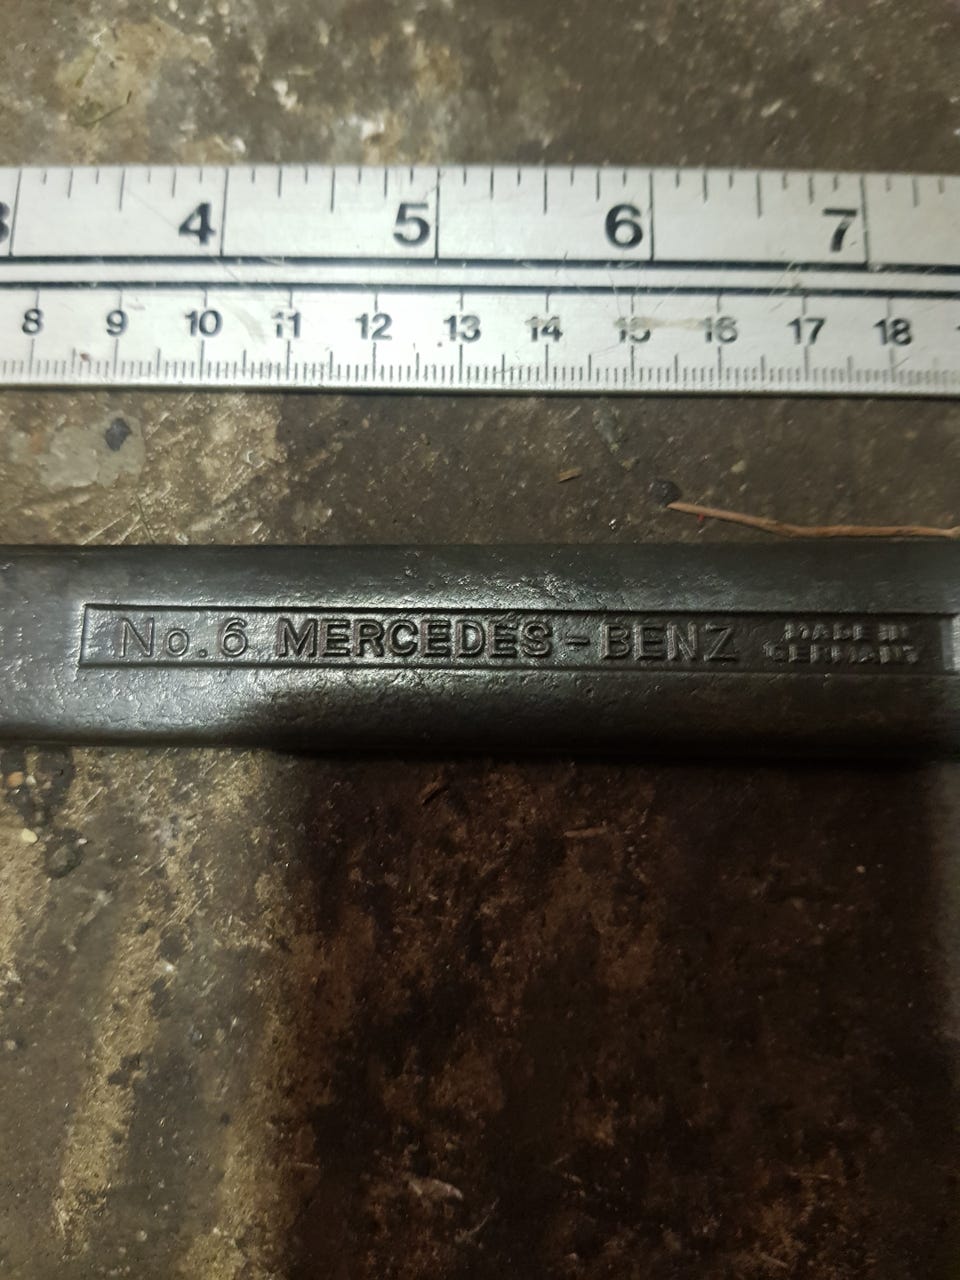 3 4 5 6 7
8 9 10 11 12 13 14 15 16 17 18
No.6 MERCEDES-BENZ MADE IN
GERMANY